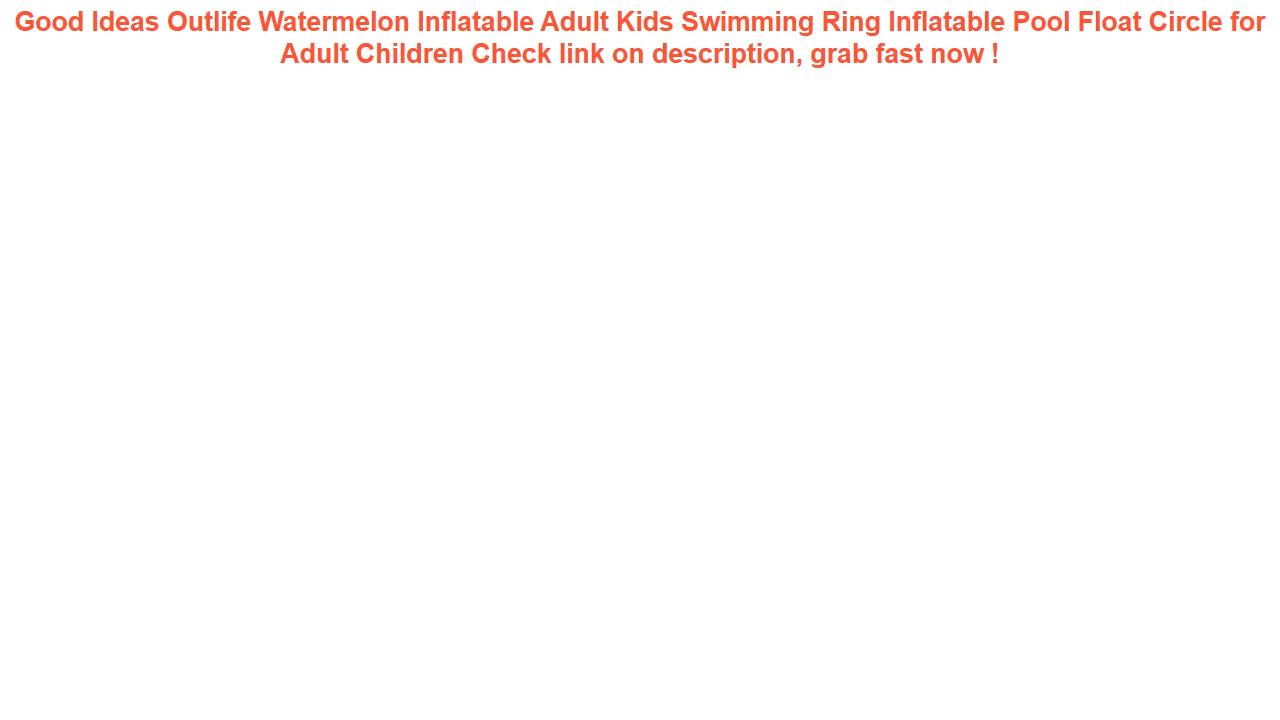 Good Ideas Outlife Watermelon Inflatable Adult Kids Swimming Ring Inflatable Pool Float Circle for
Adult Children Check link on description, grab fast now !